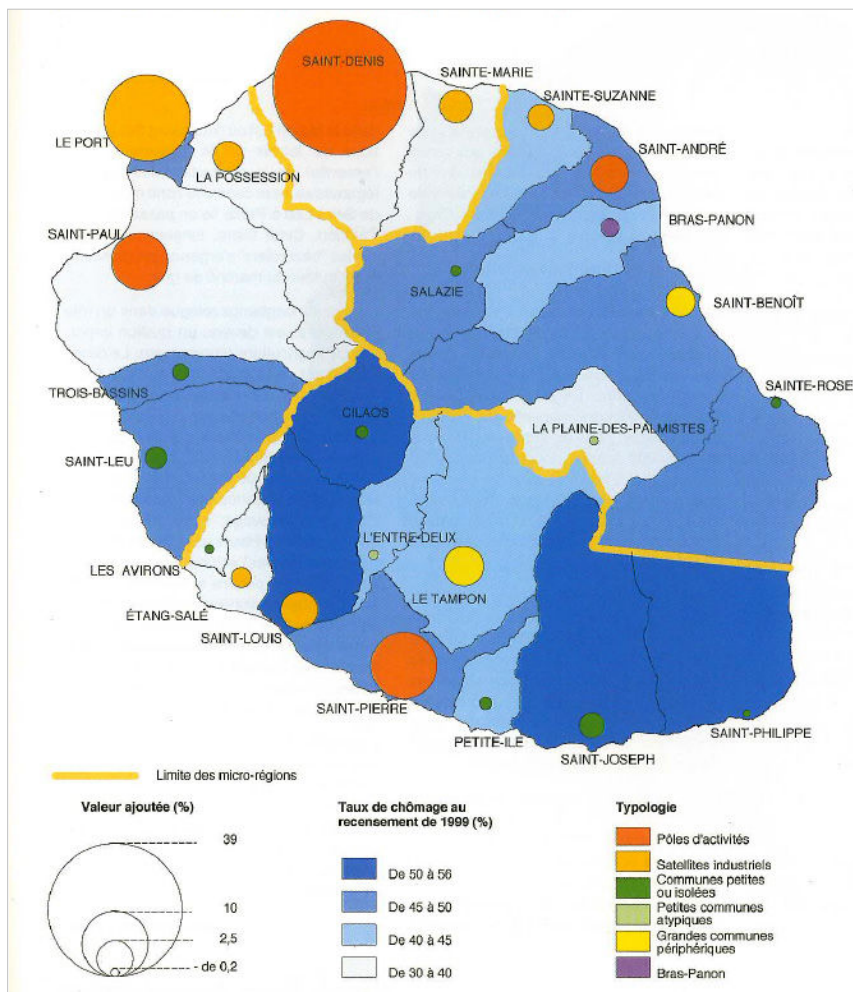 SAINT-DENIS
SAINTE-MARIE
SAINTE-SUZANNE
LE PORT
SAINT-ANDRÉ
LA POSSESSION
BRAS-PANON
SAINT-PAUL
SALAZIE
SAINT-BENOÎT
TROIS-BASSINS
SAINTE-ROSE
CILAOS
LA PLAINE-DES-PALMISTES
SAINT-LEU
L'ENTRE-DEUX
LES AVIRONS
LE TAMPON
ÉTANG-SALÉ
SAINT-LOUIS
SAINT-PIERRE
PETITE-ILE
SAINT-PHILIPPE
SAINT-JOSEPH
Limite des micro-régions
Valeur ajoutée (%)
39
10
2,5
- de 0,2
Taux de chômage au
recensement de 1999 (%)
De 50 à 56
De 45 à 50
De 40 à 45
De 30 à 40
Typologie
Pôles d'activités
Satellites industriels
Communes petites
ou isolées
Petites communes
atypiques
Grandes communes
périphériques
Bras-Panon